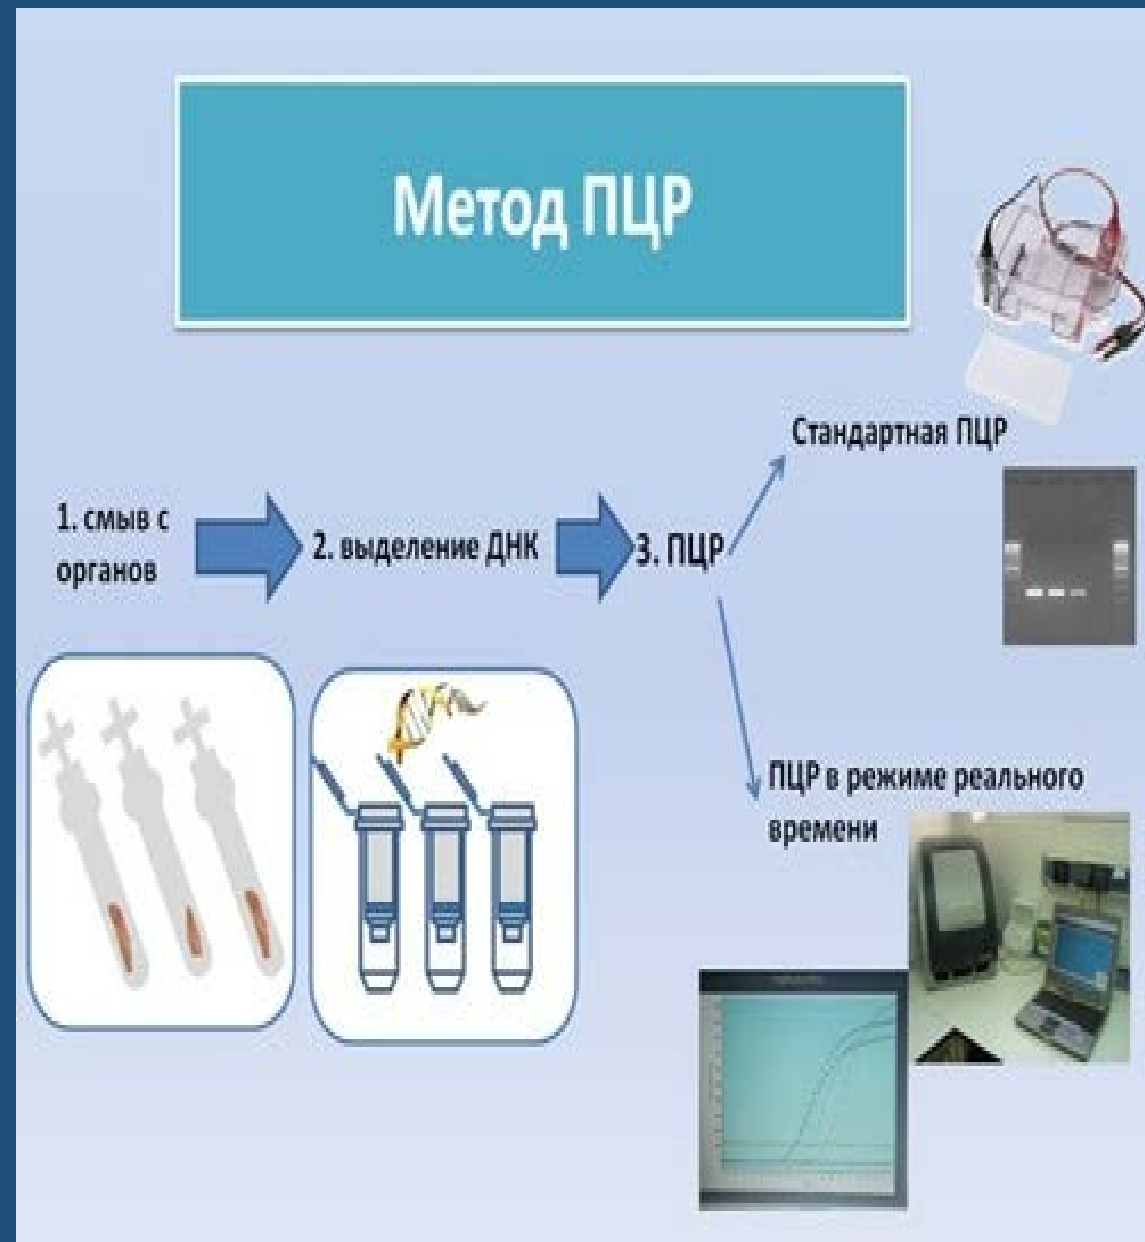 Метод ПЦР
Стандартная ПЦР
1. смыв с
органов
2. выделение ДНК
3. ПЦР
ПЦР в режиме реального
времени